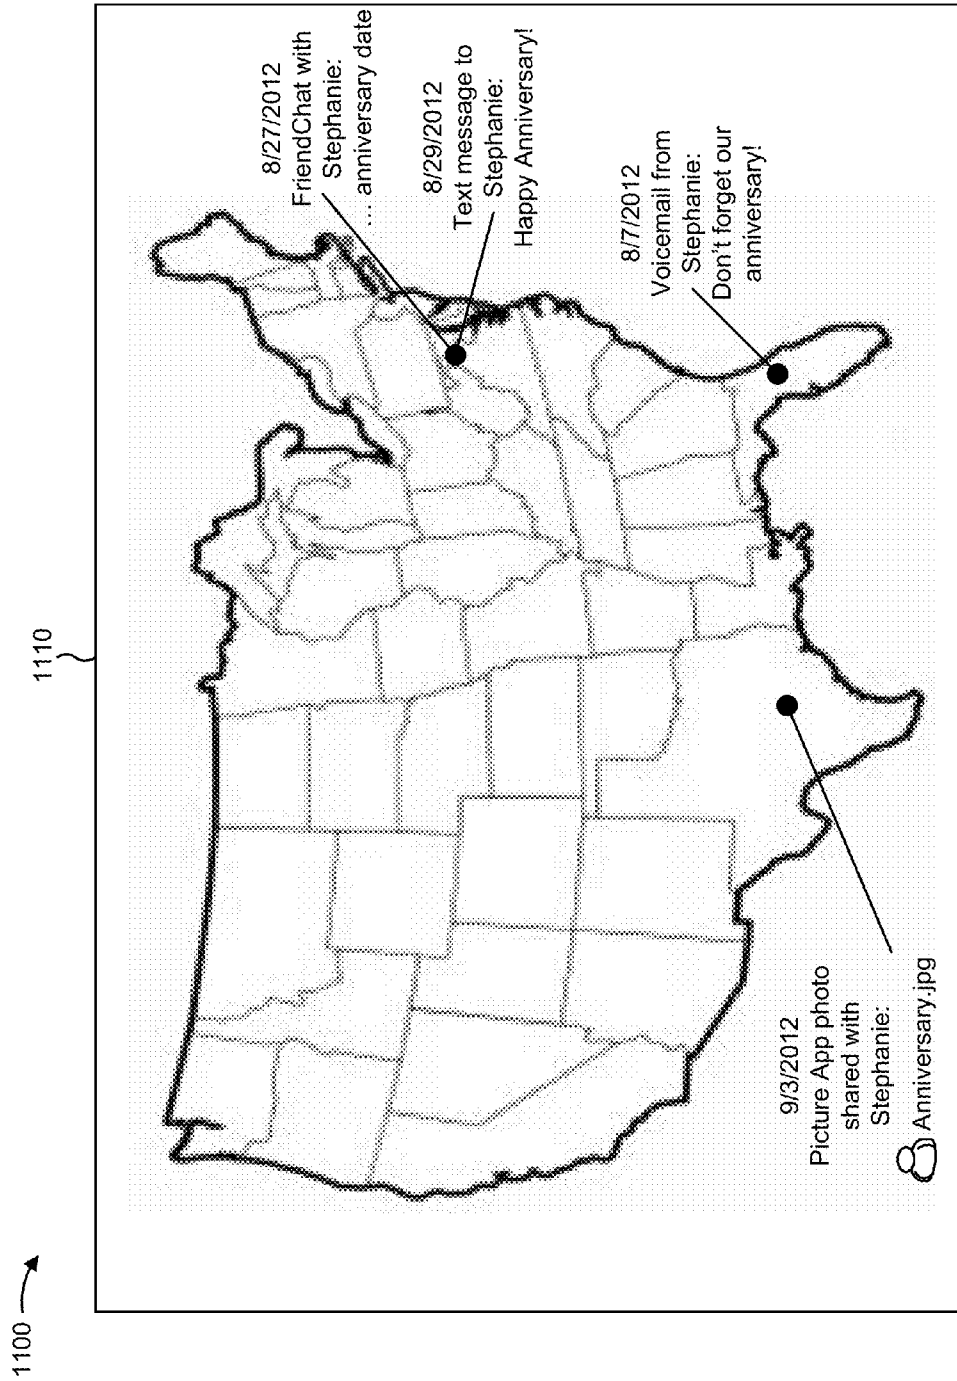 1100
1110
8/27/2012
FriendChat with
Stephanie:
... anniversary date
8/29/2012
Text message to
Stephanie:
Happy Anniversary!
8/7/2012
Voicemail from
Stephanie:
Don't forget our
anniversary!
9/3/2012
Picture App photo
shared with
Stephanie:
Anniversary.jpg